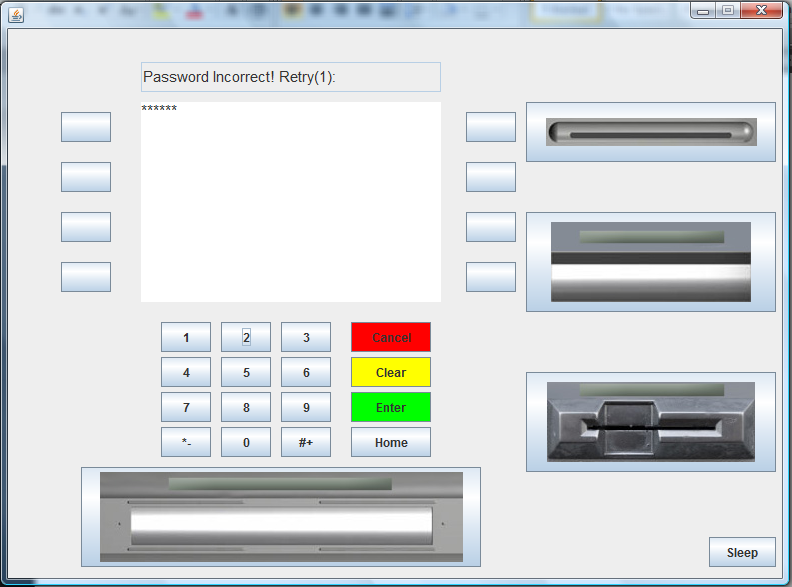 Password Incorrect! Retry(1):
******
1 2 3 Cancel
4 5 6 Clear
7 8 9 Enter
*- 0 #+ Home
Sleep